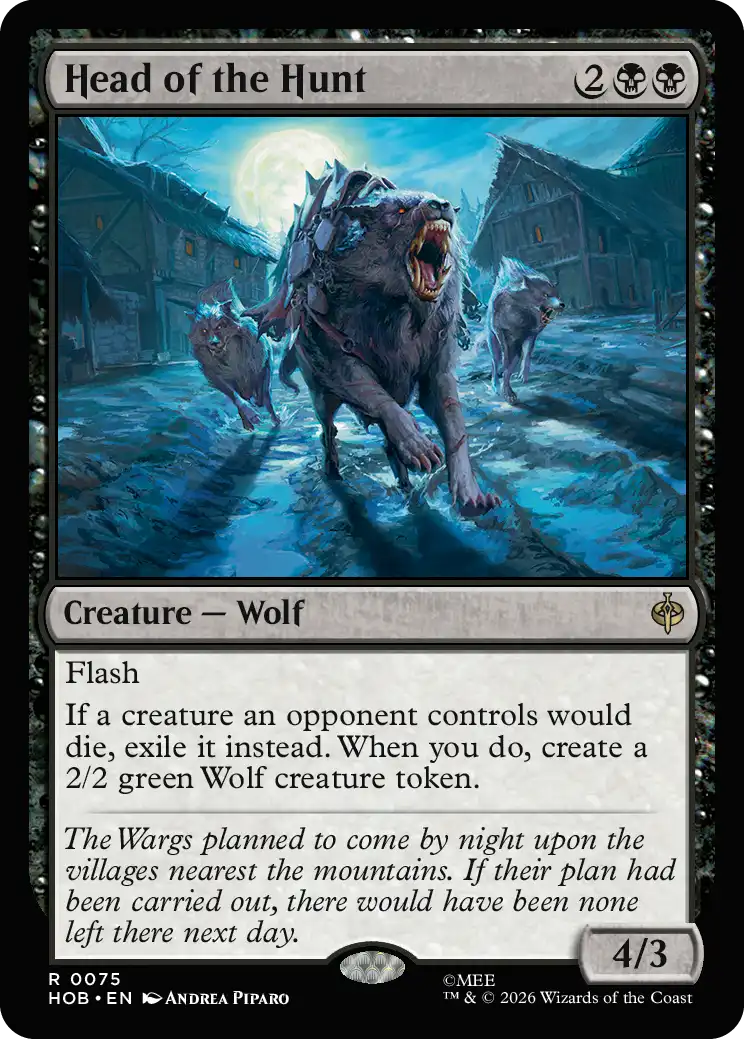 Head of the Hunt 2
Creature — Wolf
Flash
If a creature an opponent controls would
die, exile it instead. When you do, create a
2/2 green Wolf creature token.
The Wargs planned to come by night upon the
villages nearest the mountains. If their plan had
been carried out, there would have been none
left there next day.
4/3
R 0075
HOB • EN Andrea Piparo
©MEE
™ & © 2026 Wizards of the Coast